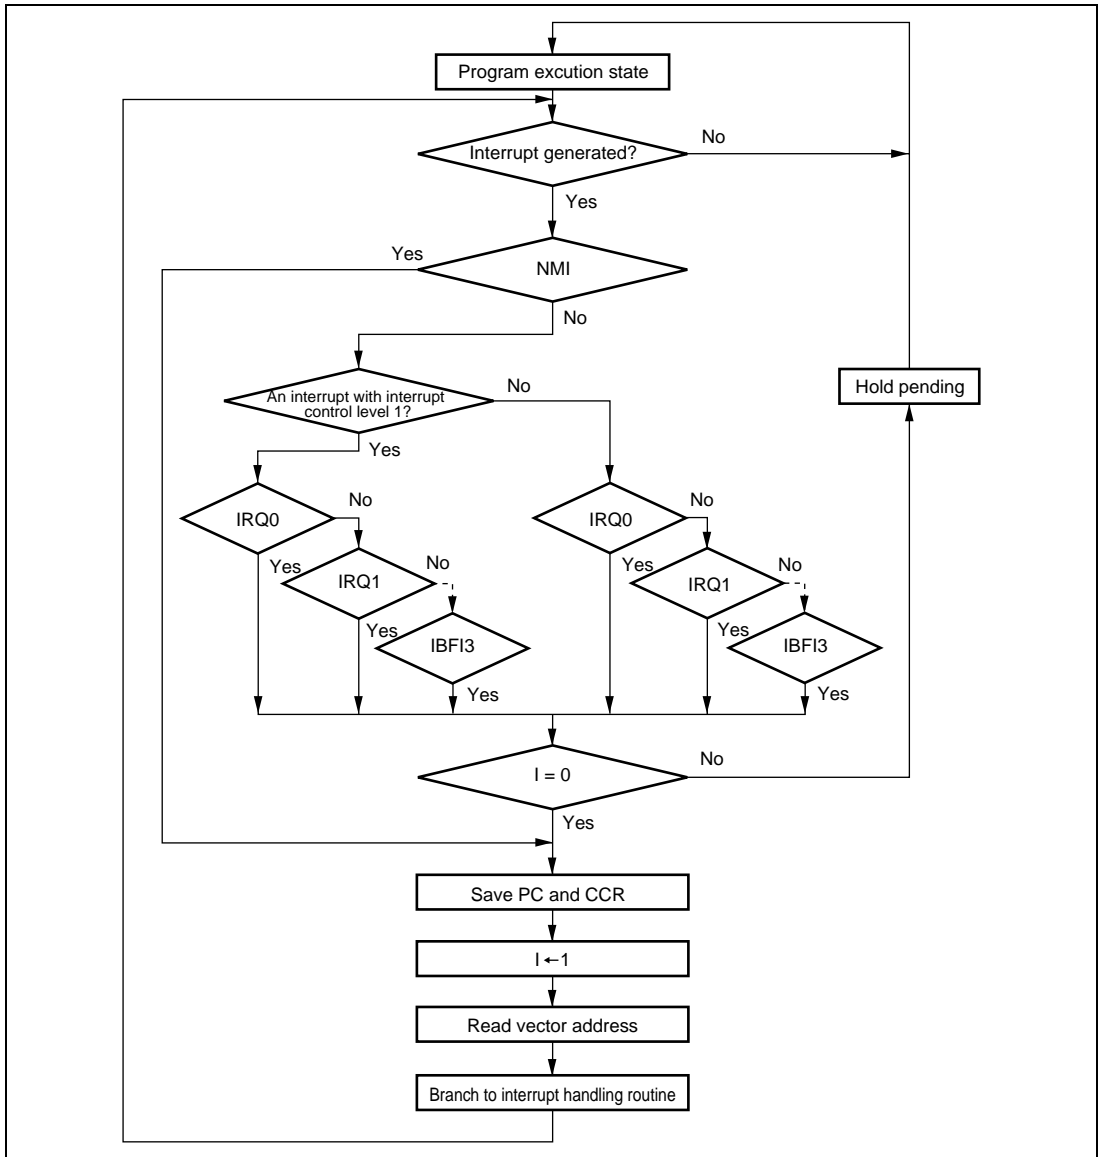 Program excution state
Interrupt generated?
No
Yes
Yes
NMI
No
An interrupt with interrupt
control level 1?
No
Hold pending
Yes
IRQ0
No
IRQ0
No
Yes
IRQ1
No
Yes
IRQ1
No
Yes
IBFI3
Yes
IBFI3
Yes
Yes
I = 0
No
Yes
Save PC and CCR
I ←1
Read vector address
Branch to interrupt handling routine